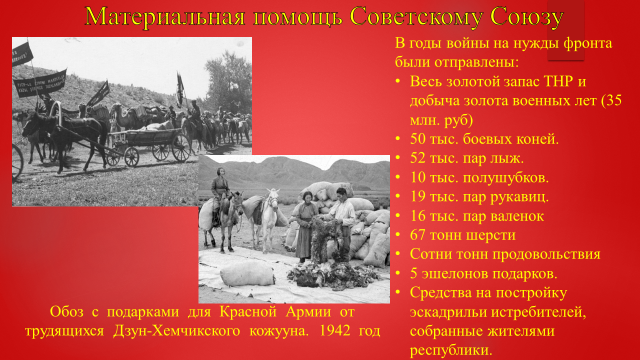 Материальная помощь Советскому Союзу
В годы войны на нужды фронта
были отправлены:
• Весь золотой запас ТНР и
добыча золота военных лет (35
млн. руб)
• 50 тыс. боевых коней.
• 52 тыс. пар лыж.
• 10 тыс. полушубков.
• 19 тыс. пар рукавиц.
• 16 тыс. пар валенок
• 67 тонн шерсти
• Сотни тонн продовольствия
• 5 эшелонов подарков.
• Средства на постройку
эскадрильи истребителей,
собранные жителями
республики.
Обоз с подарками для Красной Армии от
трудящихся Дзун-Хемчикского кожууна. 1942 год